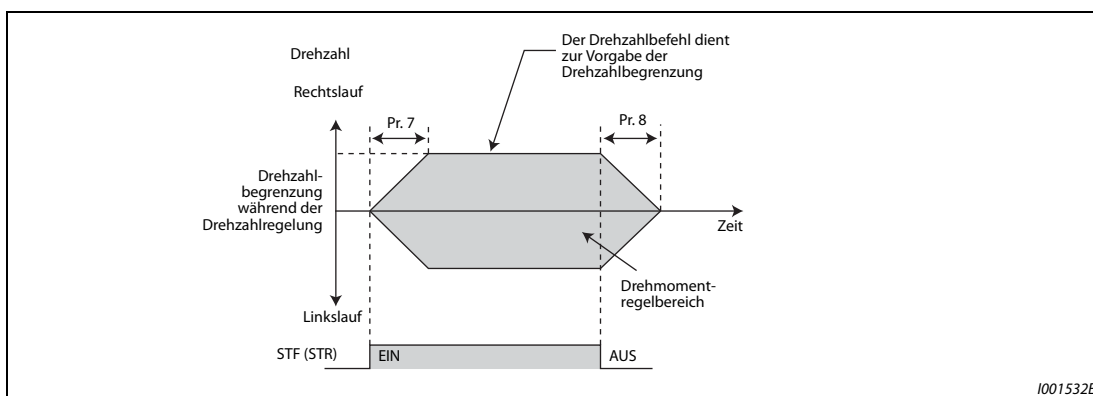 Drehzahl
Der Drehzahlbefehl dient
zur Vorgabe der
Drehzahlbegrenzung
Rechtslauf
Pr. 7
Pr. 8
Drehzahl-
begrenzung
während der
Drehzahlregelung
Zeit
Drehmoment-
regelbereich
Linkslauf
STF (STR)
EIN
AUS
I001532E